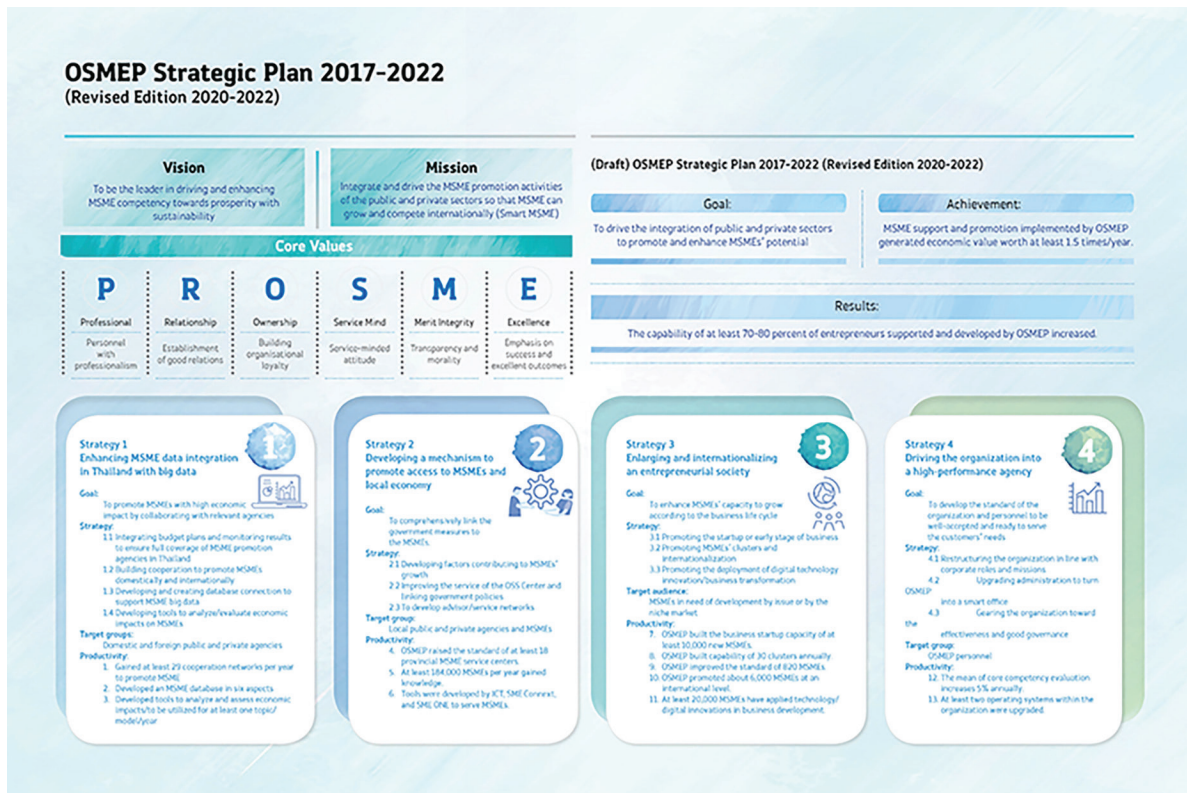 OSMEP Strategic Plan 2017-2022
(Revised Edition 2020-2022)
Vision
To be the leader in driving and enhancing
MSME competency towards prosperity with
sustainability
Mission
Integrate and drive the MSME promotion activities
of the public and private sectors so that MSME can
grow and compete internationally (Smart MSME)
Core Values
P
Professional
Personnel
with
professionalism
R
Relationship
Establishment
of good relations
O
Ownership
Building
organisational
loyalty
S
Service Mind
Service-minded
attitude
M
Merit Integrity
Transparency and
morality
E
Excellence
Emphasis on
success and
excellent outcomes
(Draft) OSMEP Strategic Plan 2017-2022 (Revised Edition 2020-2022)
Goal:
To drive the integration of public and private sectors
to promote and enhance MSMEs' potential
Achievement:
MSME support and promotion implemented by OSMEP
generated economic value worth at least 1.5 times/year.
Results:
The capability of at least 70-80 percent of entrepreneurs supported and developed by OSMEP increased.
1
Strategy 1
Enhancing MSME data integration
in Thailand with big data
Goal:
To promote MSMEs with high economic
impact by collaborating with relevant agencies
Strategy:
1.1 Integrating budget plans and monitoring results
to ensure full coverage of MSME promotion
agencies in Thailand
1.2 Building cooperation to promote MSMEs
domestically and internationally
1.3 Developing and creating database connection to
support MSME big data
1.4 Developing tools to analyze/evaluate economic
impacts on MSMEs
Target groups:
Domestic and foreign public and private agencies
Productivity:
1. Gained at least 29 cooperation networks per year
to promote MSME
2. Developed an MSME database in six aspects
3. Developed tools to analyze and assess economic
impacts/to be utilized for at least one topic/
model/year
2
Strategy 2
Developing a mechanism to
promote access to MSMEs and
local economy
Goal:
To comprehensively link the
government measures to
the MSMEs.
Strategy:
2.1 Developing factors contributing to MSMEs'
growth
2.2 Improving the service of the OSS Center and
linking government policies
2.3 To develop advisor/service networks
Target group:
Local public and private agencies and MSMEs
Productivity:
4. OSMEP raised the standard of at least 18
provincial MSME service centers.
5. At least 184,000 MSMEs per year gained
knowledge.
6. Tools were developed by ICT, SME Connext,
and SME ONE to serve MSMEs.
3
Strategy 3
Enlarging and internationalizing
an entrepreneurial society
Goal:
To enhance MSMEs' capacity to grow
according to the business life cycle
Strategy:
3.1 Promoting the startup or early stage of business
3.2 Promoting MSMEs' clusters and
internationalization
3.3 Promoting the deployment of digital technology
innovation/business transformation
Target audience:
MSMEs in need of development by issue or by the
niche market
Productivity:
7. OSMEP built the business startup capacity of at
least 10,000 new MSMEs.
8. OSMEP built capability of 30 clusters annually.
9. OSMEP improved the standard of 820 MSMEs.
10. OSMEP promoted about 6,000 MSMEs at an
international level.
11. At least 20,000 MSMEs have applied technology/
digital innovations in business development.
4
Strategy 4
Driving the organization into
a high-performance agency
Goal:
To develop the standard of the
organization and personnel to be
well-accepted and ready to serve
the customers' needs
Strategy:
4.1 Restructuring the organization in line with
corporate roles and missions
4.2 Upgrading administration to turn
OSMEP
into a smart office
4.3 Gearing the organization toward
the
effectiveness and good governance
Target group:
OSMEP personnel
Productivity:
12. The mean of core competency evaluation
increases 5% annually.
13. At least two operating systems within the
organization were upgraded.